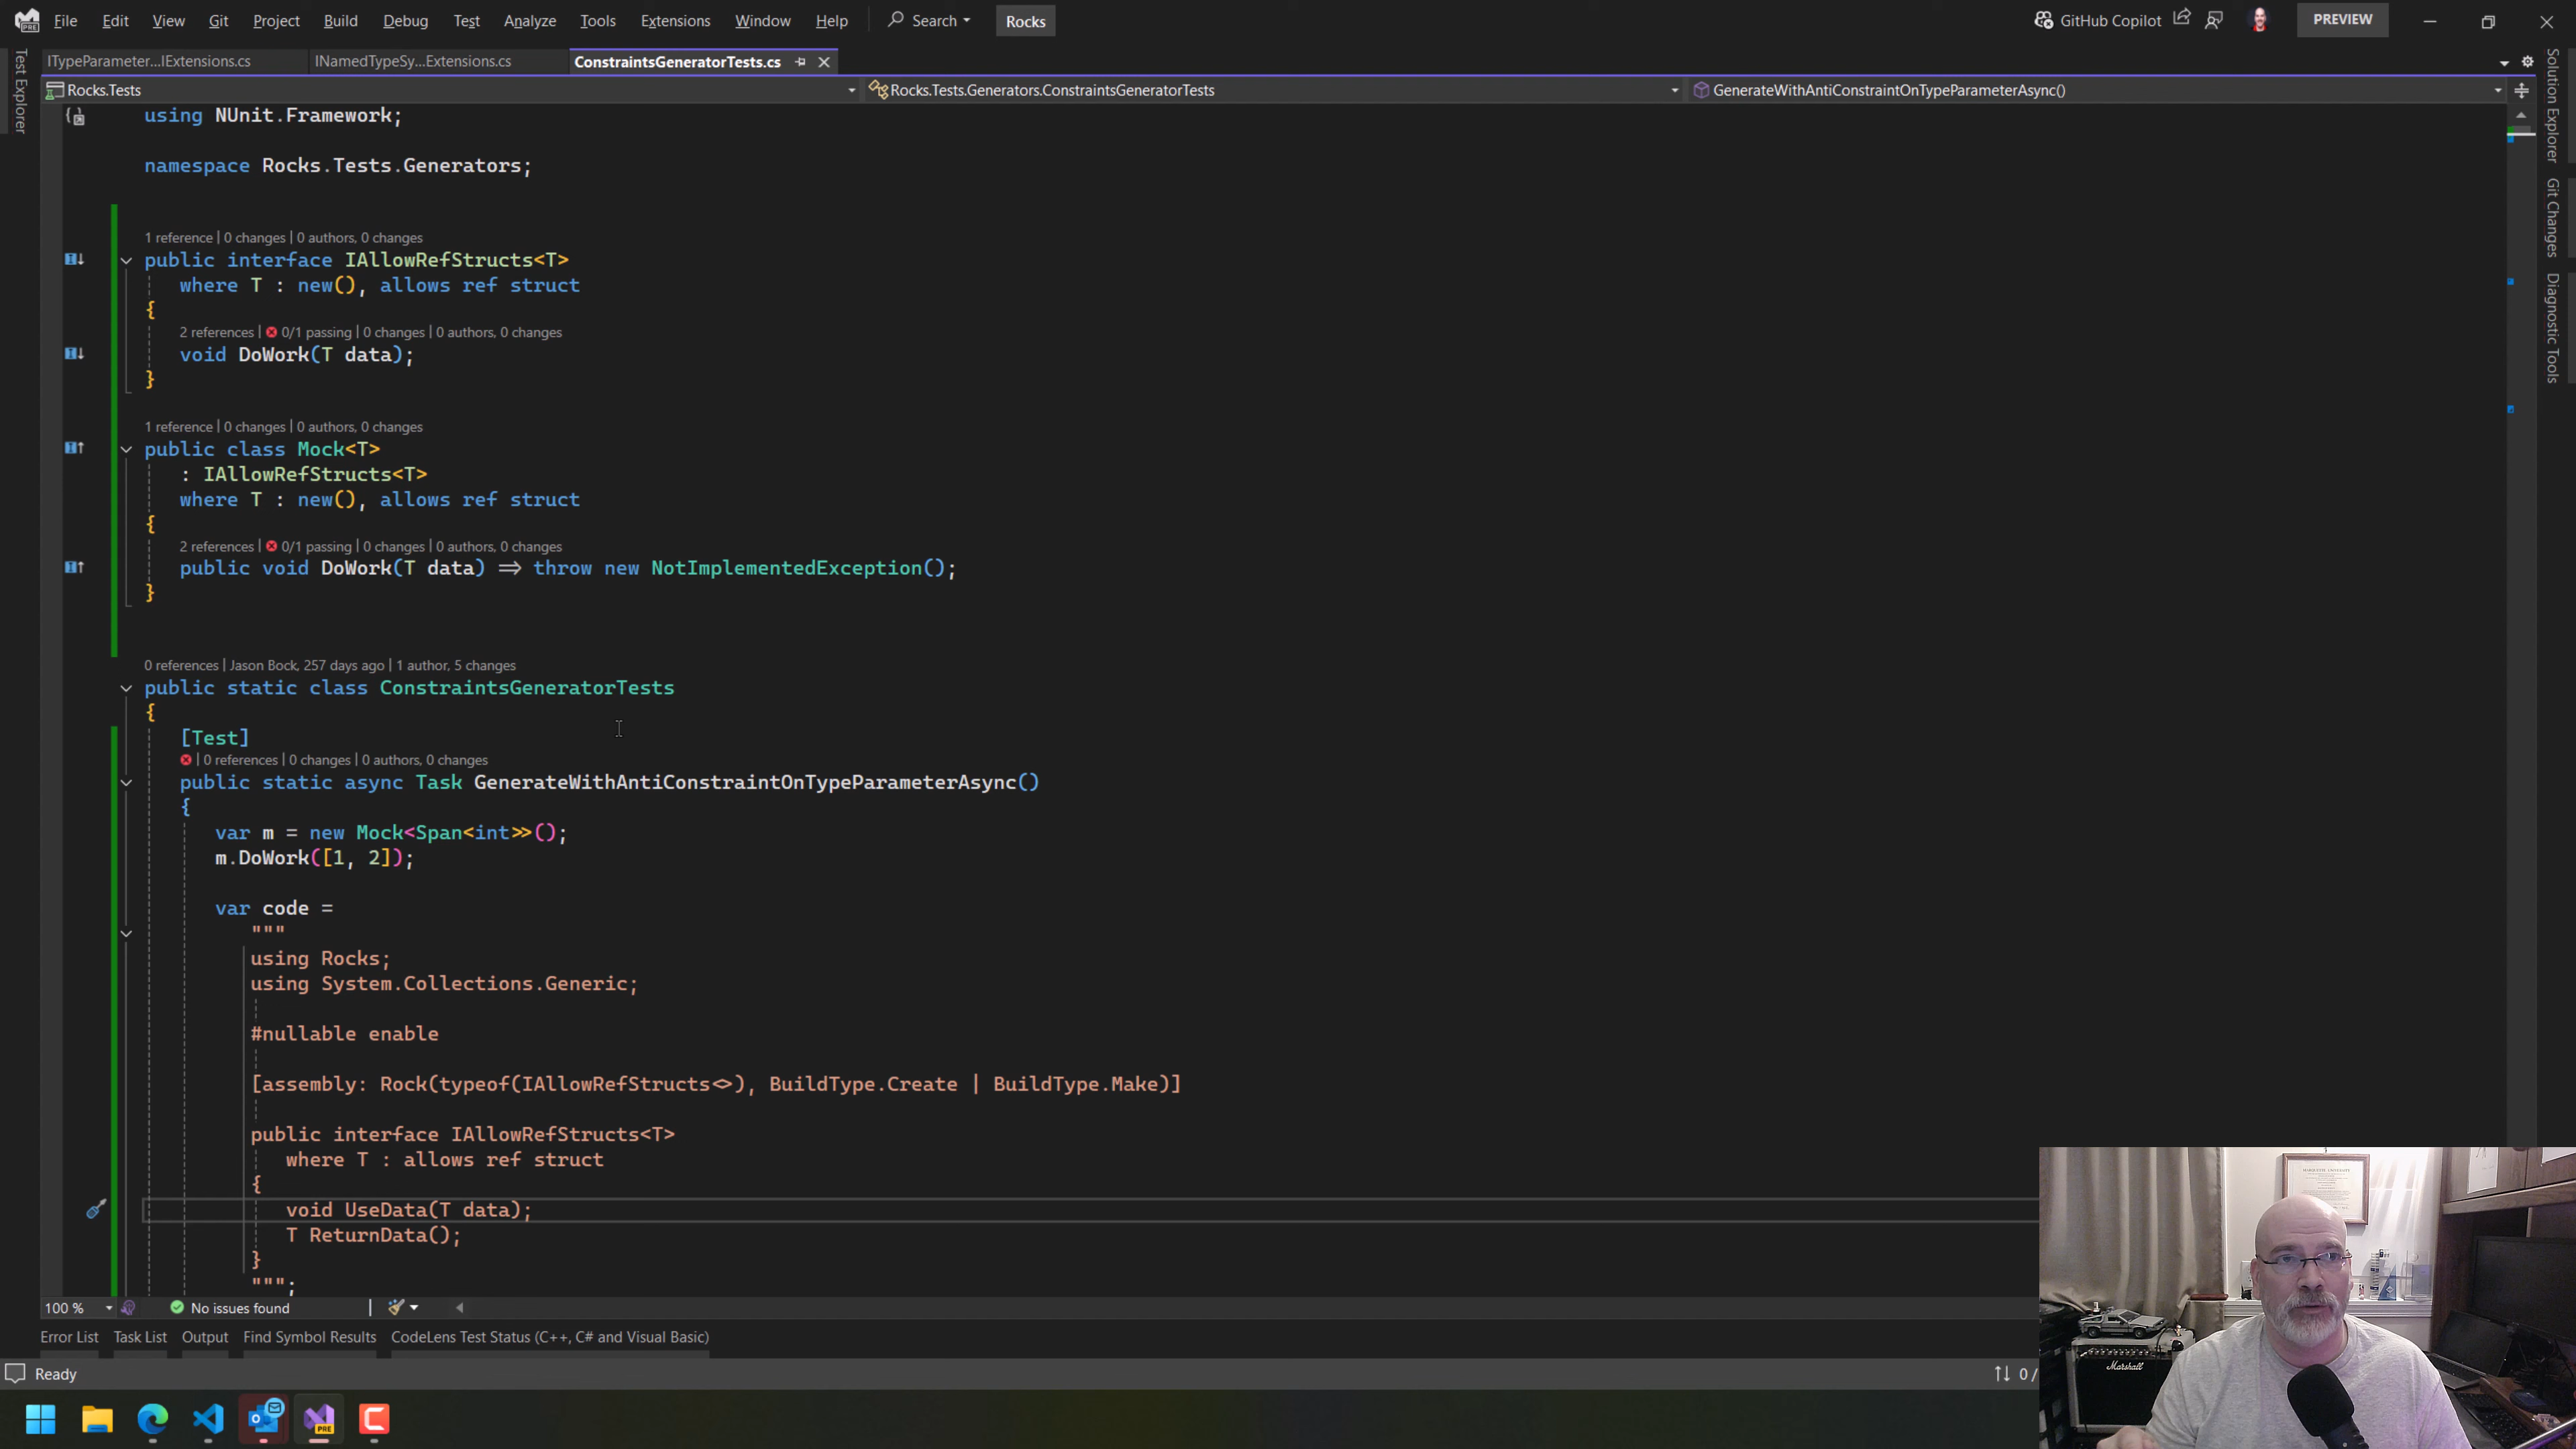 File Edit View Git Project Build Debug Test Analyze Tools Extensions Window Help Search Rocks GitHub Copilot PREVIEW
ITypeParameter...lExtensions.cs INamedTypeSy...Extensions.cs ConstraintsGeneratorTests.cs
Rocks.Tests Rocks.Tests.Generators.ConstraintsGeneratorTests GenerateWithAntiConstraintOnTypeParameterAsync()
Test Explorer
Solution Explorer
Git Changes
Diagnostic Tools
using NUnit.Framework;
namespace Rocks.Tests.Generators;
1 reference | 0 changes | 0 authors, 0 changes
public interface IAllowRefStructs<T>
where T : new(), allows ref struct
{
2 references | 0/1 passing | 0 changes | 0 authors, 0 changes
void DoWork(T data);
}
1 reference | 0 changes | 0 authors, 0 changes
public class Mock<T>
: IAllowRefStructs<T>
where T : new(), allows ref struct
{
2 references | 0/1 passing | 0 changes | 0 authors, 0 changes
public void DoWork(T data) => throw new NotImplementedException();
}
0 references | Jason Bock, 257 days ago | 1 author, 5 changes
public static class ConstraintsGeneratorTests
{
[Test]
| 0 references | 0 changes | 0 authors, 0 changes
public static async Task GenerateWithAntiConstraintOnTypeParameterAsync()
{
var m = new Mock<Span<int>>();
m.DoWork([1, 2]);
var code =
"""
using Rocks;
using System.Collections.Generic;
#nullable enable
[assembly: Rock(typeof(IAllowRefStructs<>), BuildType.Create | BuildType.Make)]
public interface IAllowRefStructs<T>
where T : allows ref struct
{
void UseData(T data);
T ReturnData();
}
""";
100 % No issues found
Error List Task List Output Find Symbol Results CodeLens Test Status (C++, C# and Visual Basic)
Ready 0 /
PRE
Marshall